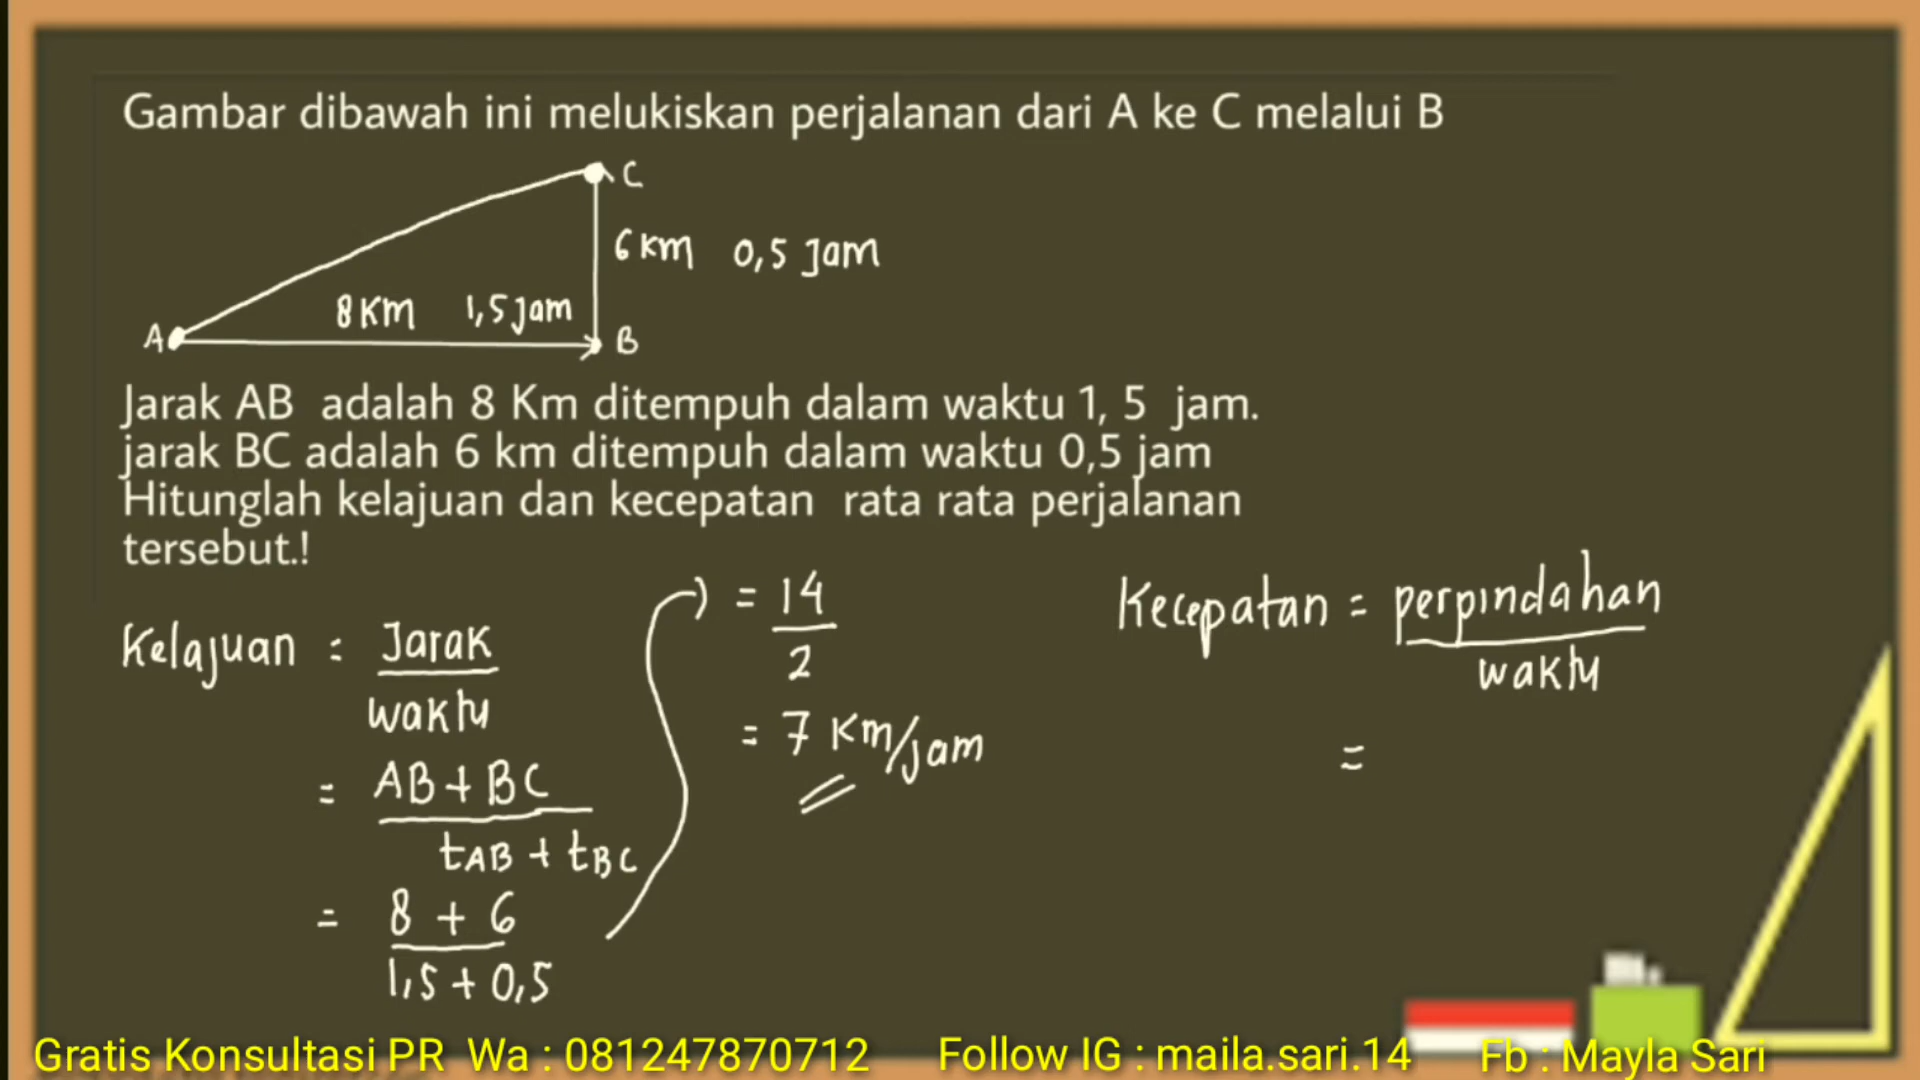 Gambar dibawah ini melukiskan perjalanan dari A ke C melalui B
C
6 Km 0,5 Jam
8 Km 1,5 Jam
A
B
Jarak AB adalah 8 Km ditempuh dalam waktu 1, 5 jam.
jarak BC adalah 6 km ditempuh dalam waktu 0,5 jam
Hitunglah kelajuan dan kecepatan rata rata perjalanan
tersebut.!
Kelajuan = Jarak
waktu
= AB + BC
tAB + tBC
= 8 + 6
1,5 + 0,5
= 14
2
= 7 Km/jam
Kecepatan = perpindahan
waktu
=
Gratis Konsultasi PR Wa : 081247870712 Follow IG : maila.sari.14 Fb : Mayla Sari